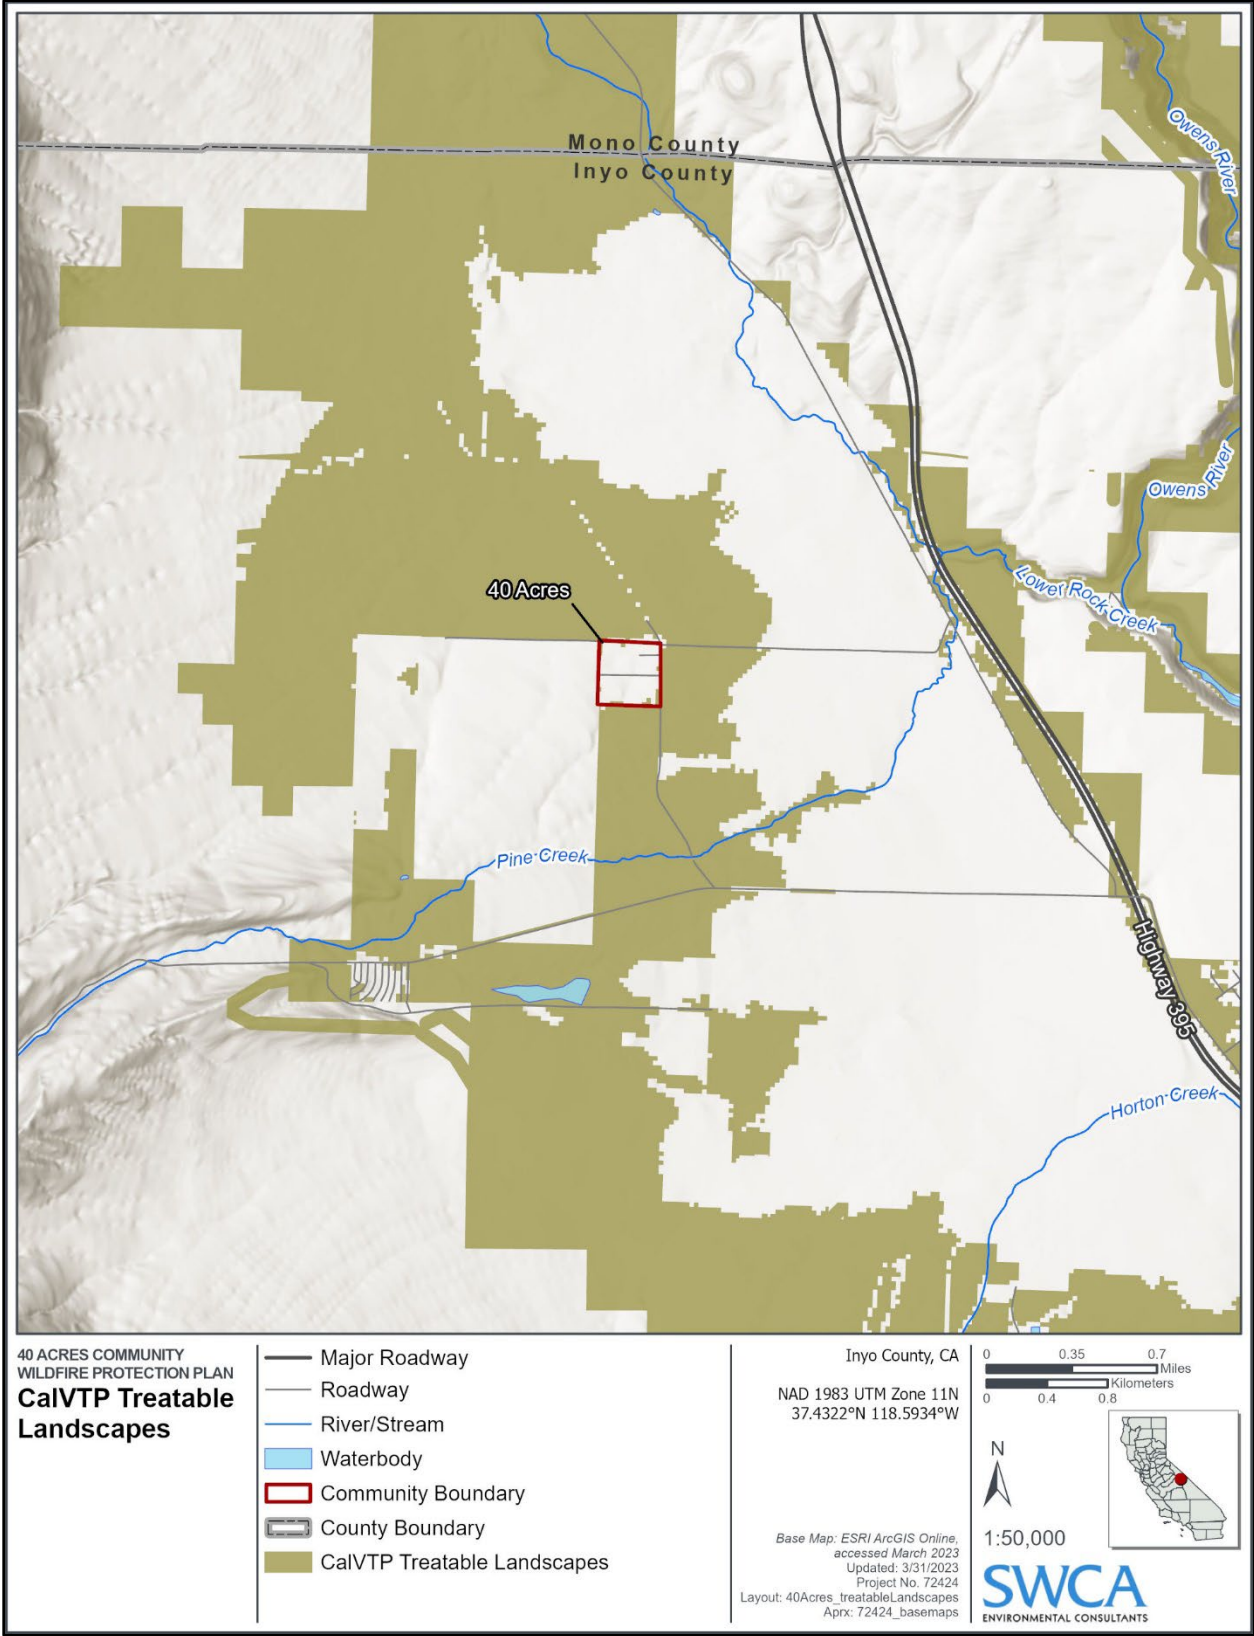 Mono County
Inyo County
Owens River
Owens River
Lower Rock Creek
40 Acres
Pine Creek
Highway 395
Horton Creek
40 ACRES COMMUNITY
WILDFIRE PROTECTION PLAN
CalVTP Treatable
Landscapes
Major Roadway
Roadway
River/Stream
Waterbody
Community Boundary
County Boundary
CalVTP Treatable Landscapes
Inyo County, CA
NAD 1983 UTM Zone 11N
37.4322°N 118.5934°W
Base Map: ESRI ArcGIS Online,
accessed March 2023
Updated: 3/31/2023
Project No. 72424
Layout: 40Acres_treatableLandscapes
Aprx: 72424_basemaps
0 0.35 0.7
Miles
Kilometers
0 0.4 0.8
N
1:50,000
SWCA
ENVIRONMENTAL CONSULTANTS